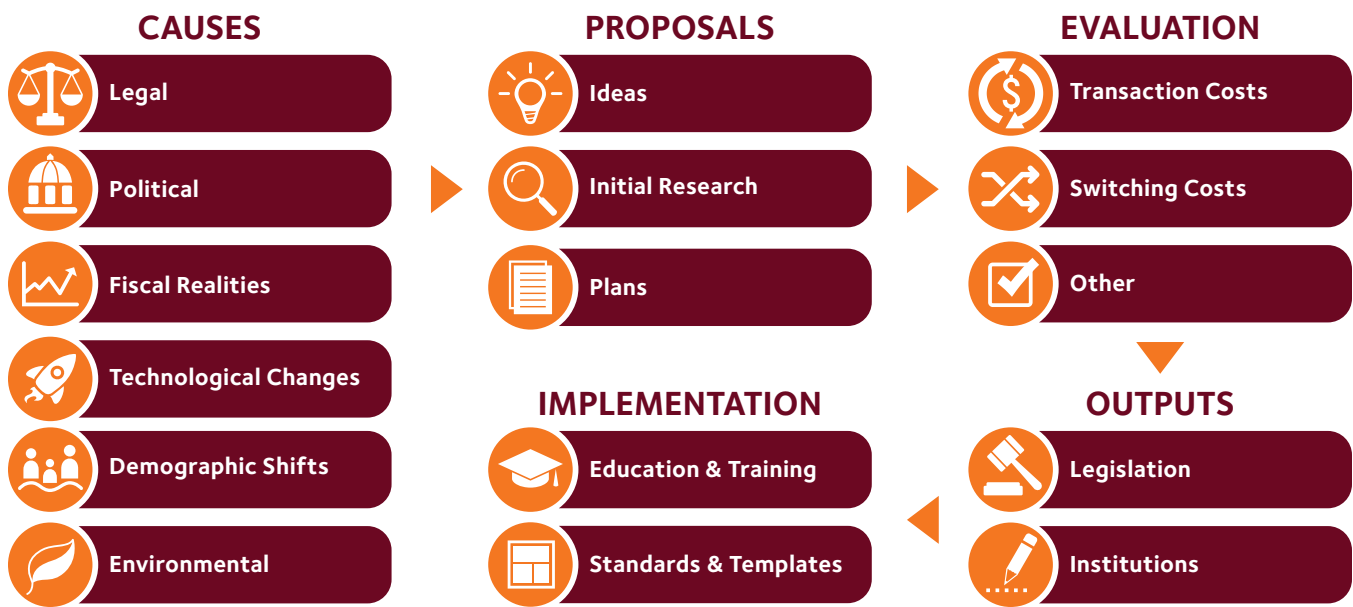 CAUSES
Legal
Political
Fiscal Realities
Technological Changes
Demographic Shifts
Environmental
PROPOSALS
Ideas
Initial Research
Plans
EVALUATION
$
Transaction Costs
Switching Costs
Other
OUTPUTS
Legislation
Institutions
IMPLEMENTATION
Education & Training
Standards & Templates